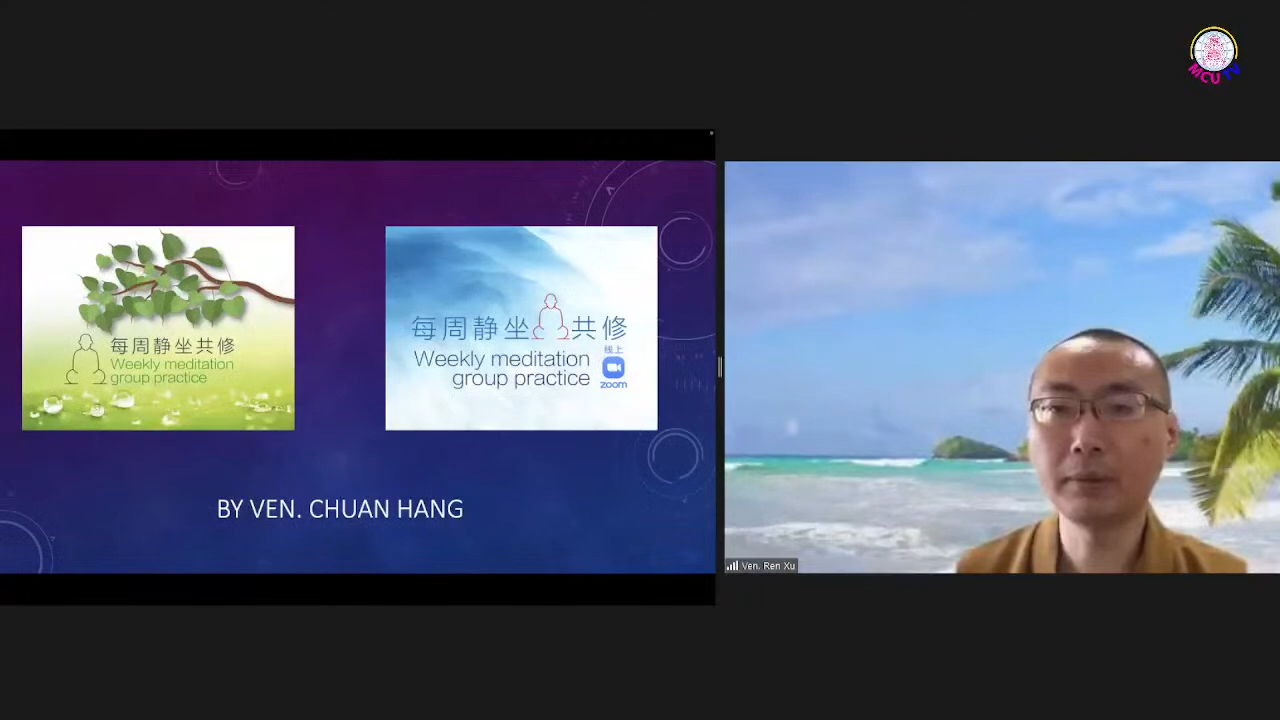 MCU TV
每周静坐共修
Weekly meditation
group practice
每周静坐共修
Weekly meditation
group practice
线上
zoom
BY VEN. CHUAN HANG
Ven. Ren Xu